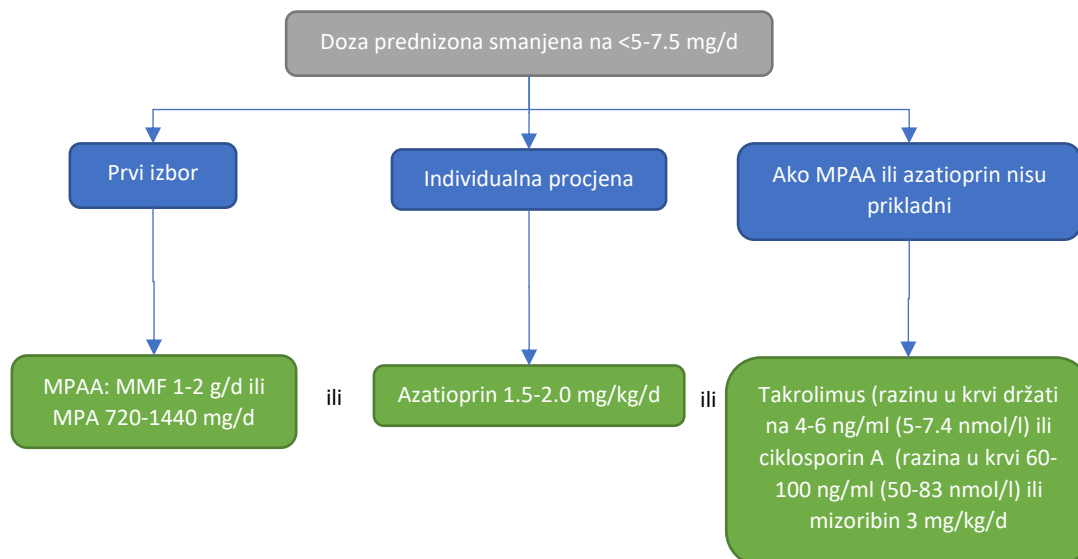 Doza prednizona smanjena na <5-7.5 mg/d
Prvi izbor
Individualna procjena
Ako MPAA ili azatioprin nisu
prikladni
MPAA: MMF 1-2 g/d ili
MPA 720-1440 mg/d
ili
Azatioprin 1.5-2.0 mg/kg/d
ili
Takrolimus (razinu u krvi držati
na 4-6 ng/ml (5-7.4 nmol/l) ili
ciklosporin A (razina u krvi 60-
100 ng/ml (50-83 nmol/l) ili
mizoribin 3 mg/kg/d